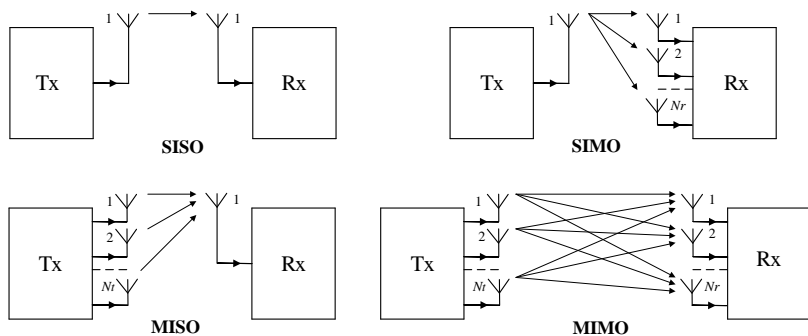 1
1
Tx
Rx
SISO
1
1
2
Nr
Tx
Rx
SIMO
1
2
Nt
1
Tx
Rx
MISO
1
2
Nt
1
2
Nr
Tx
Rx
MIMO